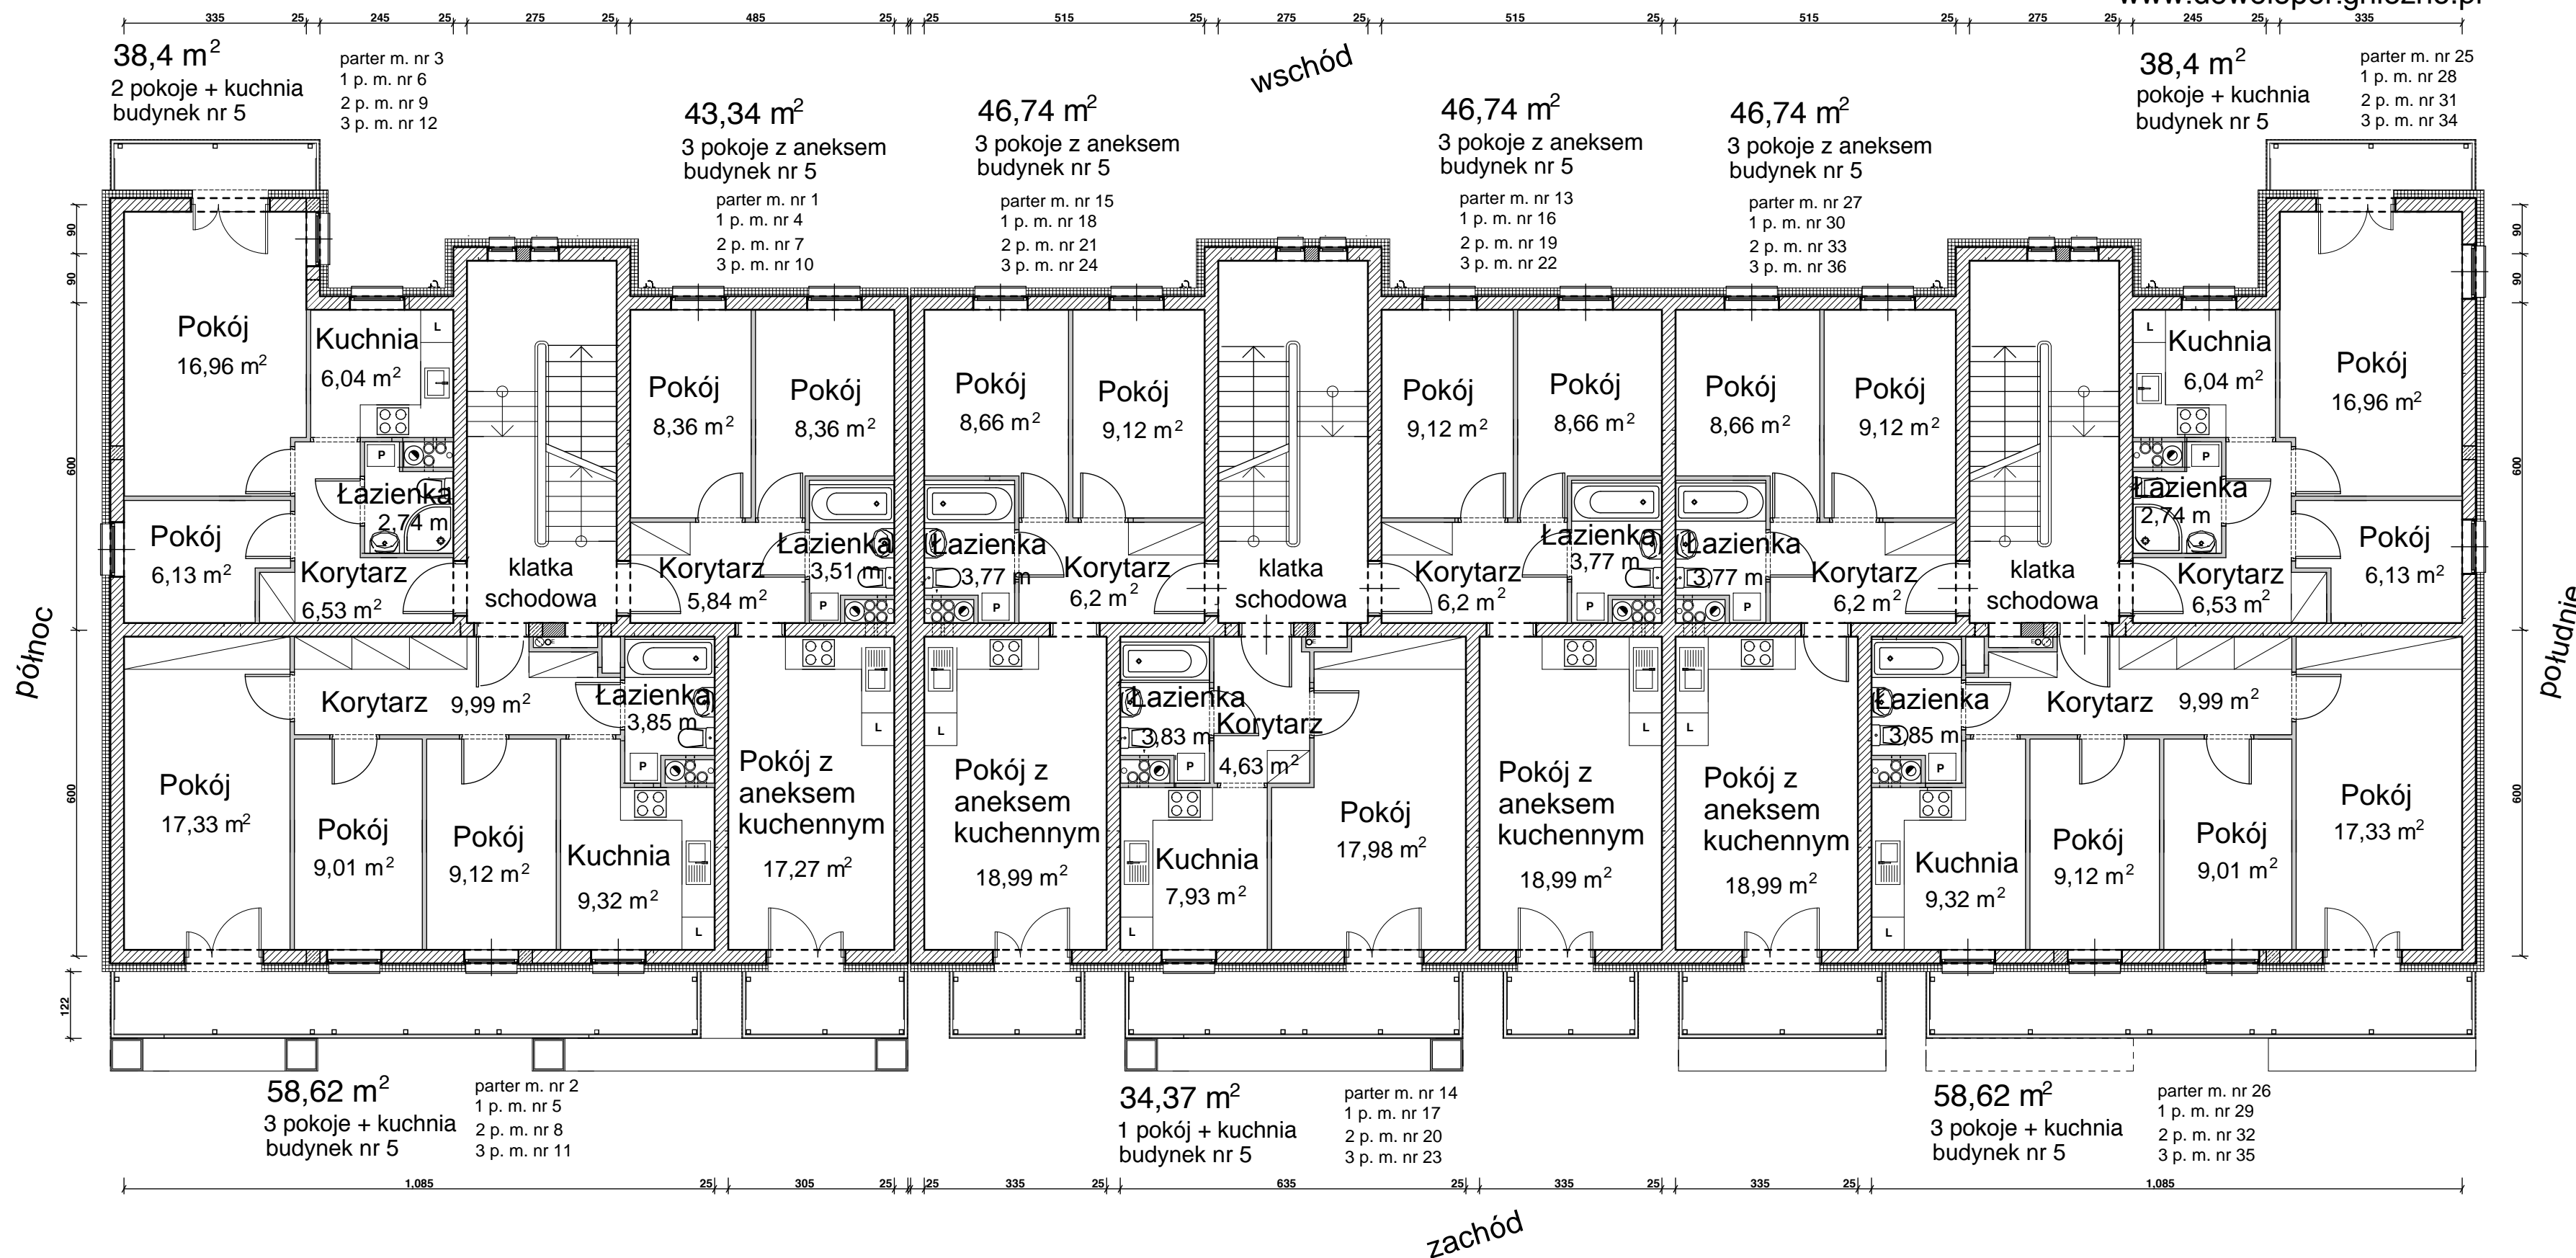 www.deweloper.gniezno.pl
335 25 245 25 275 25 485 25 25 515 25 275 25 515 25 515 25 275 25 245 25 335
wschód
38,4 m²
2 pokoje + kuchnia
budynek nr 5
parter m. nr 3
1 p. m. nr 6
2 p. m. nr 9
3 p. m. nr 12
43,34 m²
3 pokoje z aneksem
budynek nr 5
parter m. nr 1
1 p. m. nr 4
2 p. m. nr 7
3 p. m. nr 10
46,74 m²
3 pokoje z aneksem
budynek nr 5
parter m. nr 15
1 p. m. nr 18
2 p. m. nr 21
3 p. m. nr 24
46,74 m²
3 pokoje z aneksem
budynek nr 5
parter m. nr 13
1 p. m. nr 16
2 p. m. nr 19
3 p. m. nr 22
46,74 m²
3 pokoje z aneksem
budynek nr 5
parter m. nr 27
1 p. m. nr 30
2 p. m. nr 33
3 p. m. nr 36
38,4 m²
pokoje + kuchnia
budynek nr 5
parter m. nr 25
1 p. m. nr 28
2 p. m. nr 31
3 p. m. nr 34
90
90
600
600
122
północ
Pokój
16,96 m²
Kuchnia
6,04 m²
L
P
Łazienka
2,74 m
Pokój
6,13 m²
Korytarz
6,53 m²
klatka
schodowa
Pokój
8,36 m²
Pokój
8,36 m²
Korytarz
5,84 m²
Łazienka
3,51 m
P
Pokój
8,66 m²
Pokój
9,12 m²
Łazienka
3,77 m
P
Korytarz
6,2 m²
klatka
schodowa
Pokój
9,12 m²
Pokój
8,66 m²
Korytarz
6,2 m²
Łazienka
3,77 m
P
Pokój
8,66 m²
Pokój
9,12 m²
Łazienka
3,77 m
P
Korytarz
6,2 m²
klatka
schodowa
L
Kuchnia
6,04 m²
Pokój
16,96 m²
P
Łazienka
2,74 m
Korytarz
6,53 m²
Pokój
6,13 m²
90
90
600
600
południe
Korytarz 9,99 m²
Łazienka
3,85 m
P
Pokój
17,33 m²
Pokój
9,01 m²
Pokój
9,12 m²
Kuchnia
9,32 m²
L
L
Pokój z
aneksem
kuchennym
17,27 m²
L
Pokój z
aneksem
kuchennym
18,99 m²
Łazienka
3,83 m
P
Korytarz
4,63 m²
Kuchnia
7,93 m²
L
Pokój
17,98 m²
L
Pokój z
aneksem
kuchennym
18,99 m²
L
Pokój z
aneksem
kuchennym
18,99 m²
Łazienka
3,85 m
P
Korytarz 9,99 m²
Kuchnia
9,32 m²
L
Pokój
9,12 m²
Pokój
9,01 m²
Pokój
17,33 m²
58,62 m²
3 pokoje + kuchnia
budynek nr 5
parter m. nr 2
1 p. m. nr 5
2 p. m. nr 8
3 p. m. nr 11
34,37 m²
1 pokój + kuchnia
budynek nr 5
parter m. nr 14
1 p. m. nr 17
2 p. m. nr 20
3 p. m. nr 23
58,62 m²
3 pokoje + kuchnia
budynek nr 5
parter m. nr 26
1 p. m. nr 29
2 p. m. nr 32
3 p. m. nr 35
1,085 25 305 25 25 335 25 635 25 335 25 335 25 1,085
zachód